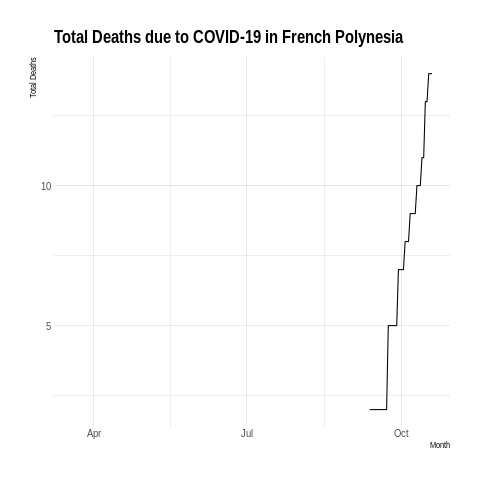 Total Deaths due to COVID-19 in French Polynesia
Total Deaths
10
5
Apr Jul Oct
Month